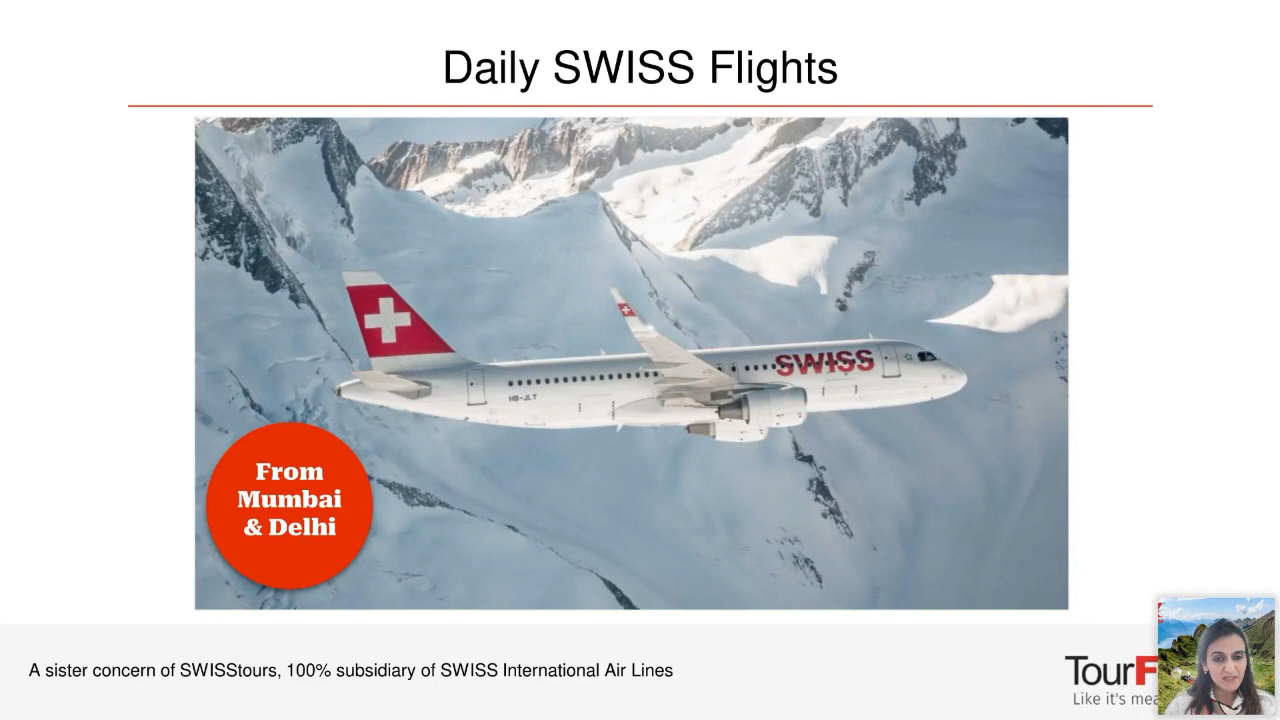 Daily SWISS Flights
SWISS
HB-JLT
From
Mumbai
& Delhi
A sister concern of SWISStours, 100% subsidiary of SWISS International Air Lines
Like it's